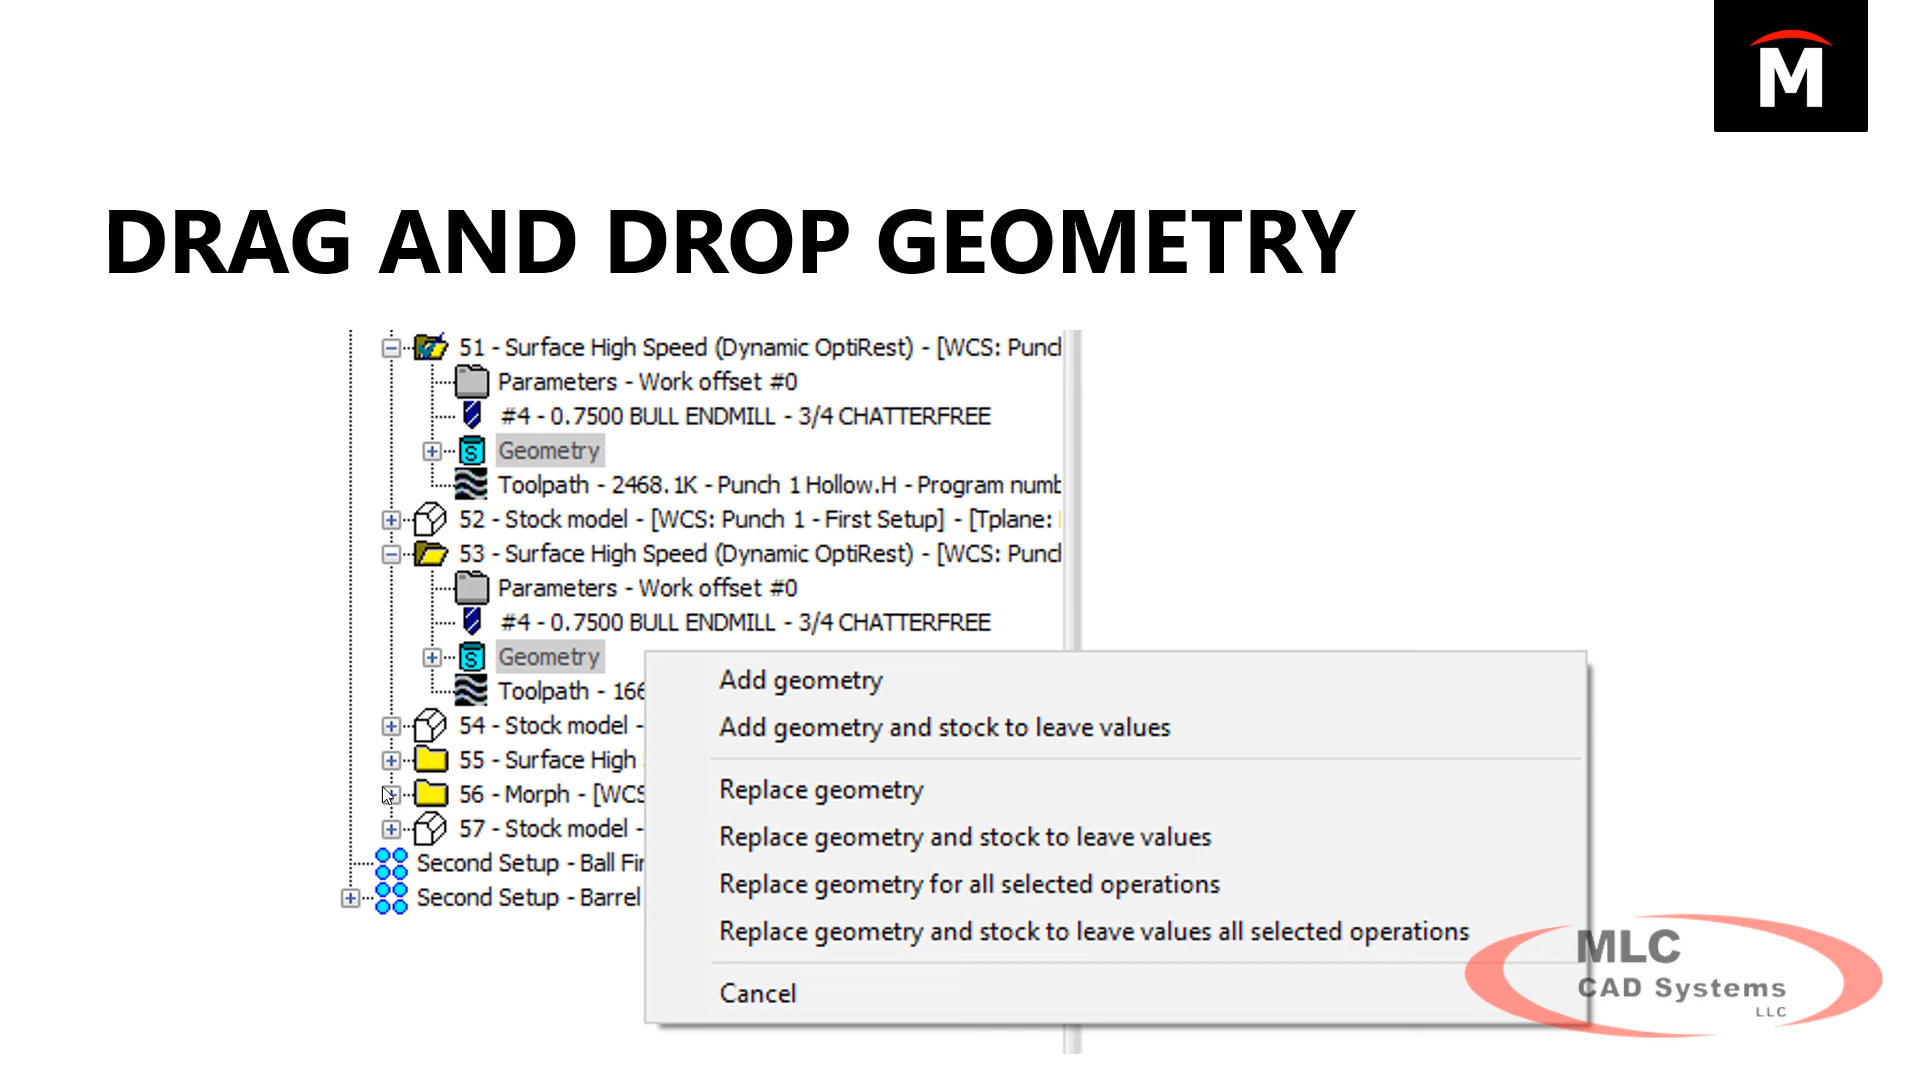 M
DRAG AND DROP GEOMETRY
51 - Surface High Speed (Dynamic OptiRest) - [WCS: Punch
Parameters - Work offset #0
#4 - 0.7500 BULL ENDMILL - 3/4 CHATTERFREE
Geometry
Toolpath - 2468.1K - Punch 1 Hollow.H - Program numb
52 - Stock model - [WCS: Punch 1 - First Setup] - [Tplane:
53 - Surface High Speed (Dynamic OptiRest) - [WCS: Punch
Parameters - Work offset #0
#4 - 0.7500 BULL ENDMILL - 3/4 CHATTERFREE
Geometry
Toolpath - 166
54 - Stock model -
55 - Surface High
56 - Morph - [WCS
57 - Stock model -
Second Setup - Ball Fin
Second Setup - Barrel
Add geometry
Add geometry and stock to leave values
Replace geometry
Replace geometry and stock to leave values
Replace geometry for all selected operations
Replace geometry and stock to leave values all selected operations
Cancel
MLC
CAD Systems
LLC